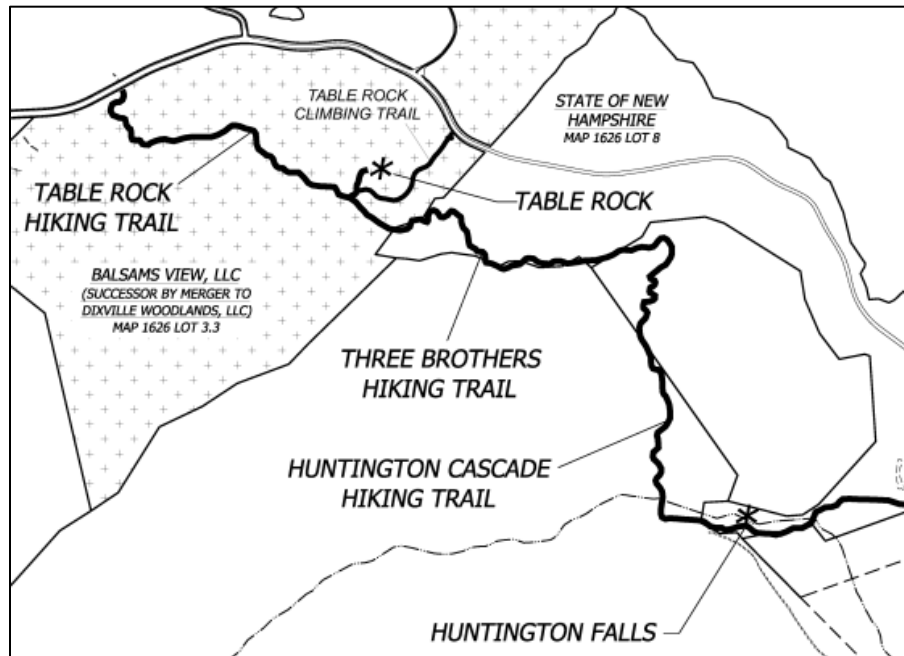 TABLE ROCK
CLIMBING TRAIL
STATE OF NEW
HAMPSHIRE
MAP 1626 LOT 8
TABLE ROCK
HIKING TRAIL
TABLE ROCK
BALSAMS VIEW, LLC
(SUCCESSOR BY MERGER TO
DIXVILLE WOODLANDS, LLC)
MAP 1626 LOT 3.3
THREE BROTHERS
HIKING TRAIL
HUNTINGTON CASCADE
HIKING TRAIL
HUNTINGTON FALLS